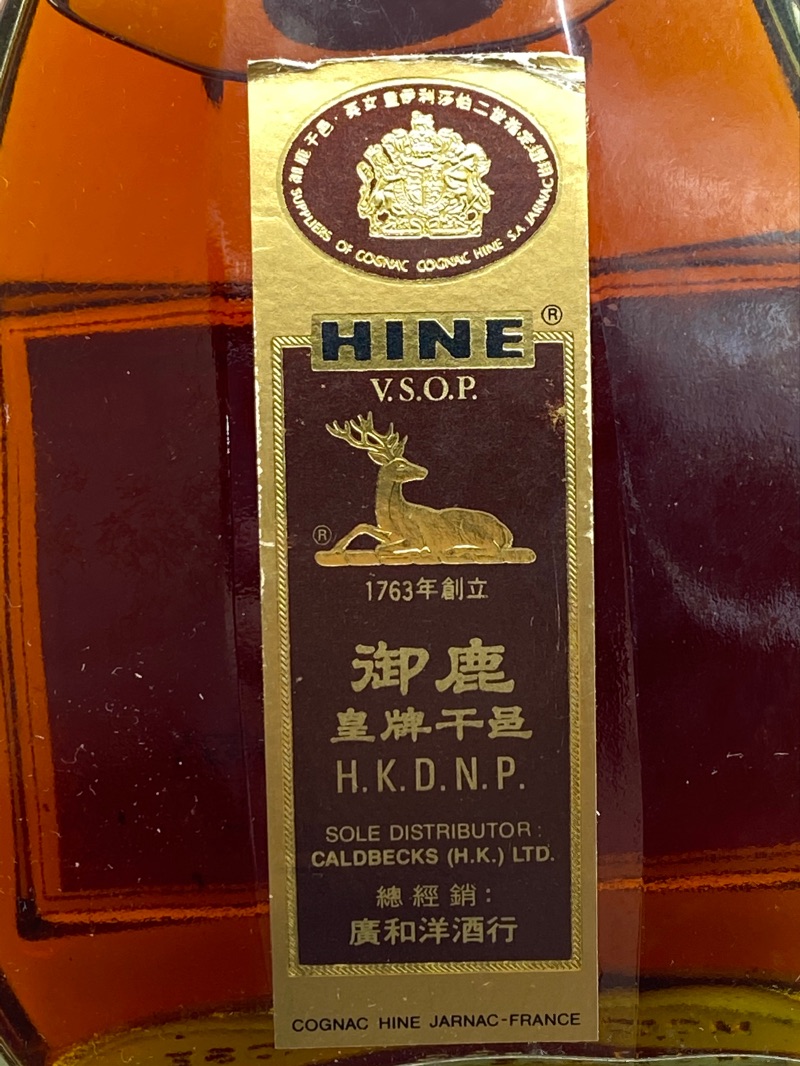 御鹿干邑·英女皇伊利莎伯二世指定
SUPPLIERS OF COGNAC COGNAC HINE S.A. JARNAC
HINE ®
V.S.O.P.
®
1763年創立
御鹿
皇牌干邑
H.K.D.N.P.
SOLE DISTRIBUTOR:
CALDBECKS (H.K.) LTD.
總經銷:
廣和洋酒行
COGNAC HINE JARNAC-FRANCE